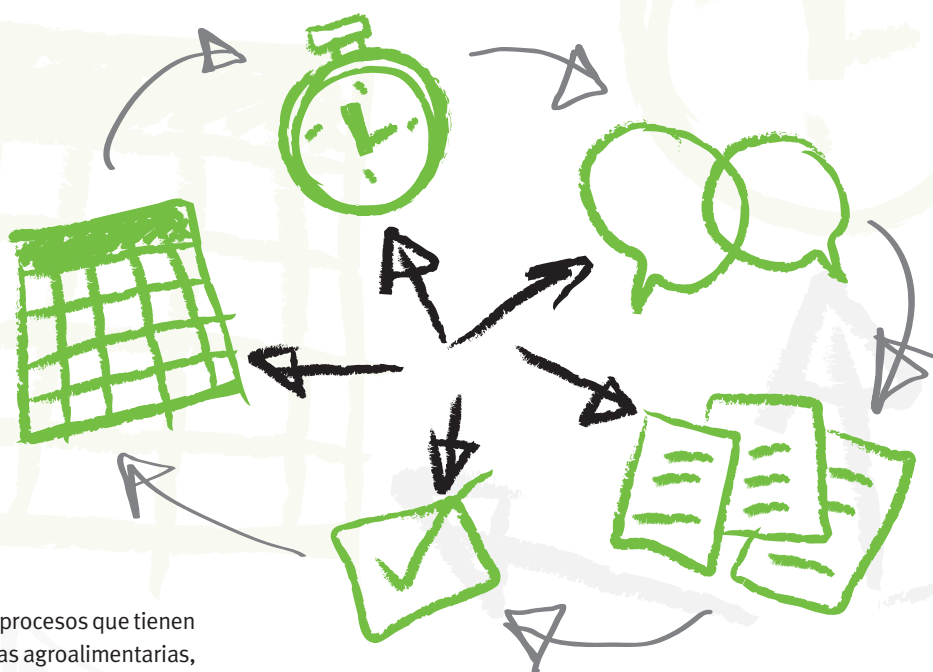 procesos que tienen
as agroalimentarias,